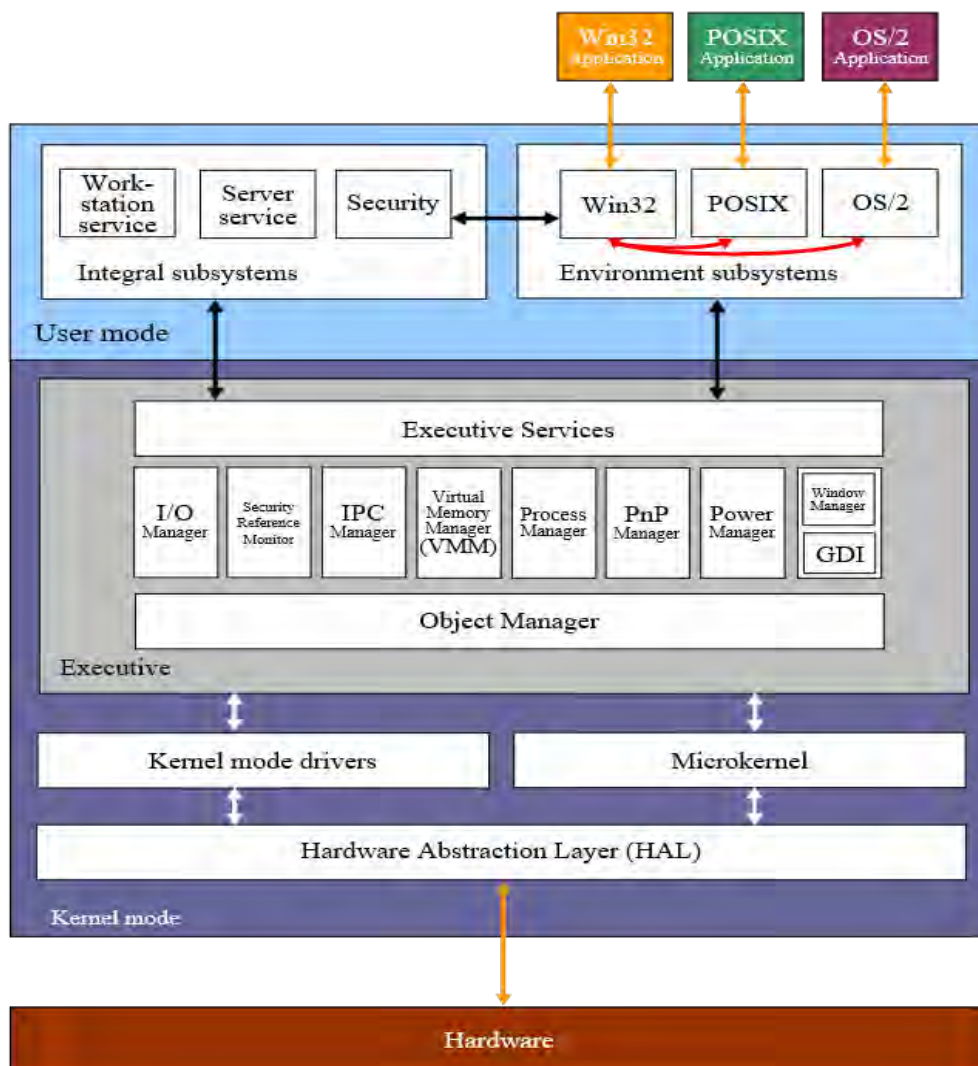 Win32
Application
POSIX
Application
OS/2
Application
Work-
station
service
Server
service
Security
Integral subsystems
Win32
POSIX
OS/2
Environment subsystems
User mode
Executive Services
I/O
Manager
Security
Reference
Monitor
IPC
Manager
Virtual
Memory
Manager
(VMM)
Process
Manager
PnP
Manager
Power
Manager
Window
Manager
GDI
Object Manager
Executive
Kernel mode drivers
Microkernel
Hardware Abstraction Layer (HAL)
Kernel mode
Hardware